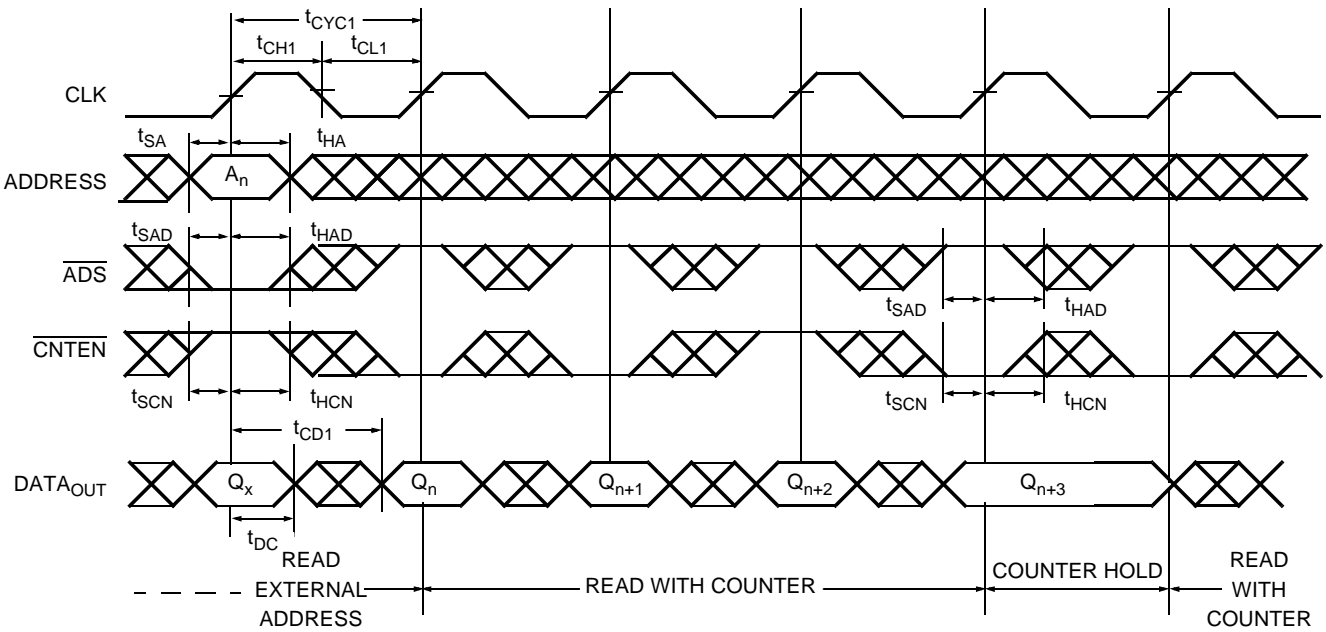 tCYC1
tCH1 tCL1
CLK
tSA tHA
ADDRESS An
tSAD tHAD
ADS
tSAD tHAD
CNTEN
tSCN tHCN tSCN tHCN
tCD1
DATAOUT Qx Qn Qn+1 Qn+2 Qn+3
tDC
READ
EXTERNAL
ADDRESS
READ WITH COUNTER
COUNTER HOLD
READ
WITH
COUNTER